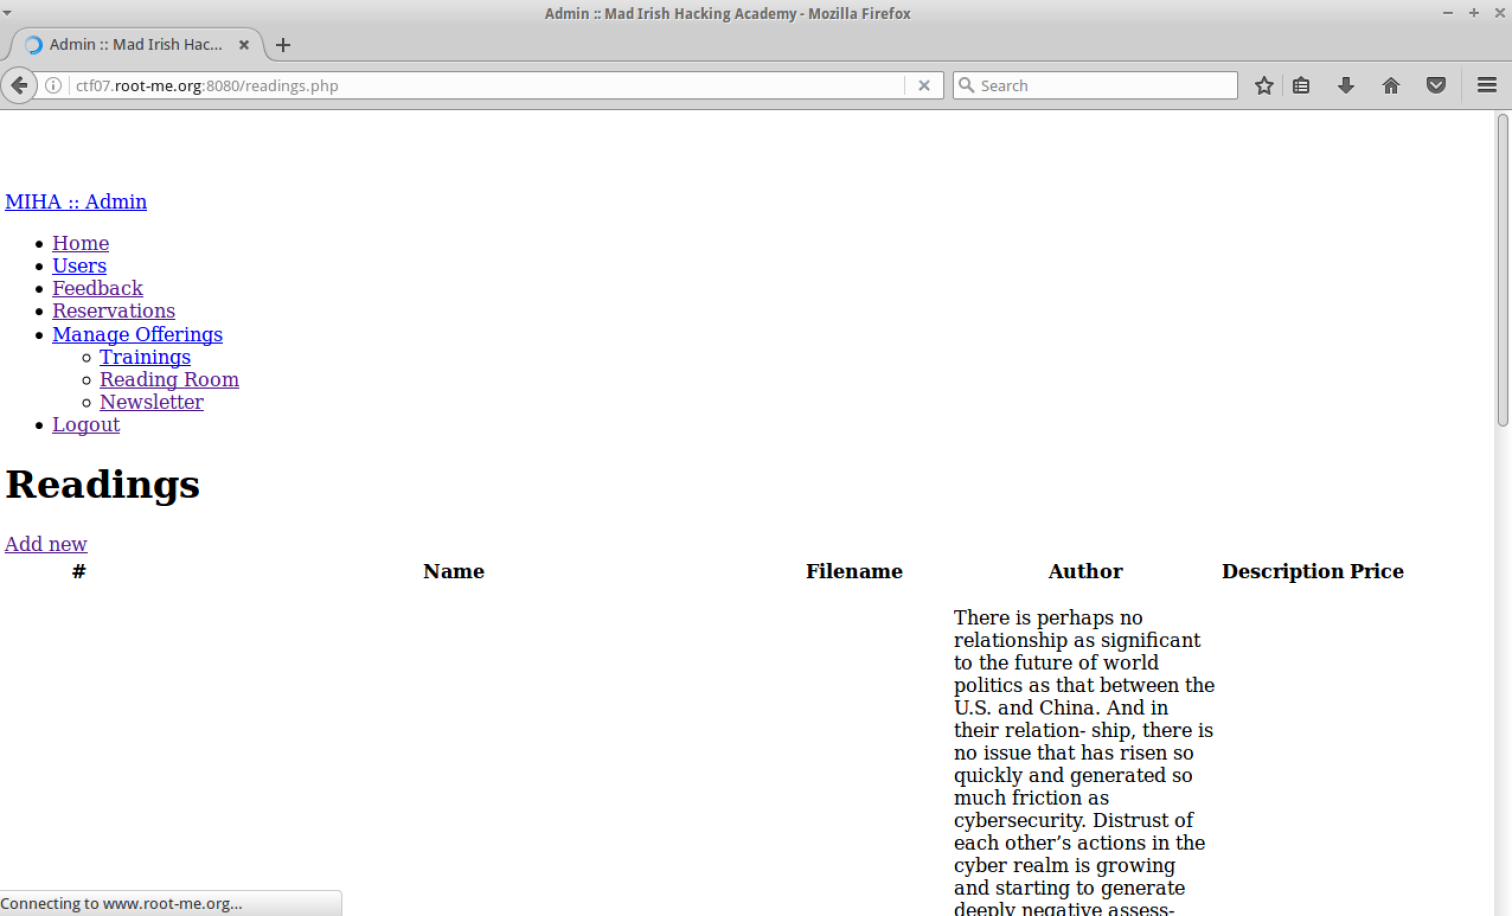 Admin :: Mad Irish Hacking Academy - Mozilla Firefox
Admin :: Mad Irish Hac...
ctf07.root-me.org:8080/readings.php
Search
MIHA :: Admin
Home
Users
Feedback
Reservations
Manage Offerings
Trainings
Reading Room
Newsletter
Logout
Readings
Add new
# Name Filename Author Description Price
There is perhaps no
relationship as significant
to the future of world
politics as that between the
U.S. and China. And in
their relation- ship, there is
no issue that has risen so
quickly and generated so
much friction as
cybersecurity. Distrust of
each other’s actions in the
cyber realm is growing
and starting to generate
deeply negative assess-
Connecting to www.root-me.org...